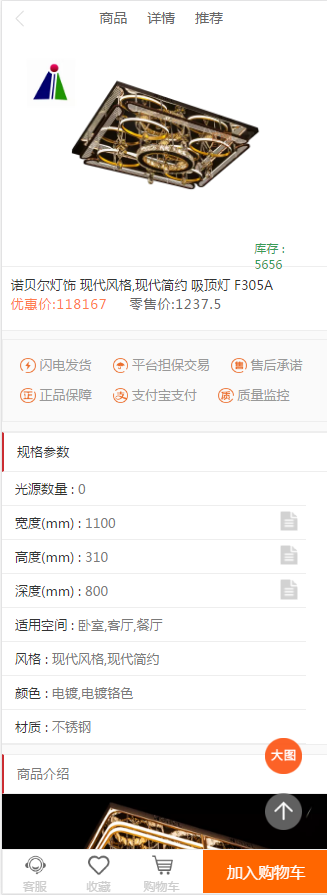 商品 详情 推荐
库存 :
5656
诺贝尔灯饰 现代风格,现代简约 吸顶灯 F305A
优惠价:118167 零售价:1237.5
闪电发货 平台担保交易 售 售后承诺
正 正品保障 支 支付宝支付 质 质量监控
规格参数
光源数量 : 0
宽度(mm) : 1100
高度(mm) : 310
深度(mm) : 800
适用空间 : 卧室,客厅,餐厅
风格 : 现代风格,现代简约
颜色 : 电镀,电镀铬色
材质 : 不锈钢
大图
商品介绍
客服 收藏 购物车 加入购物车